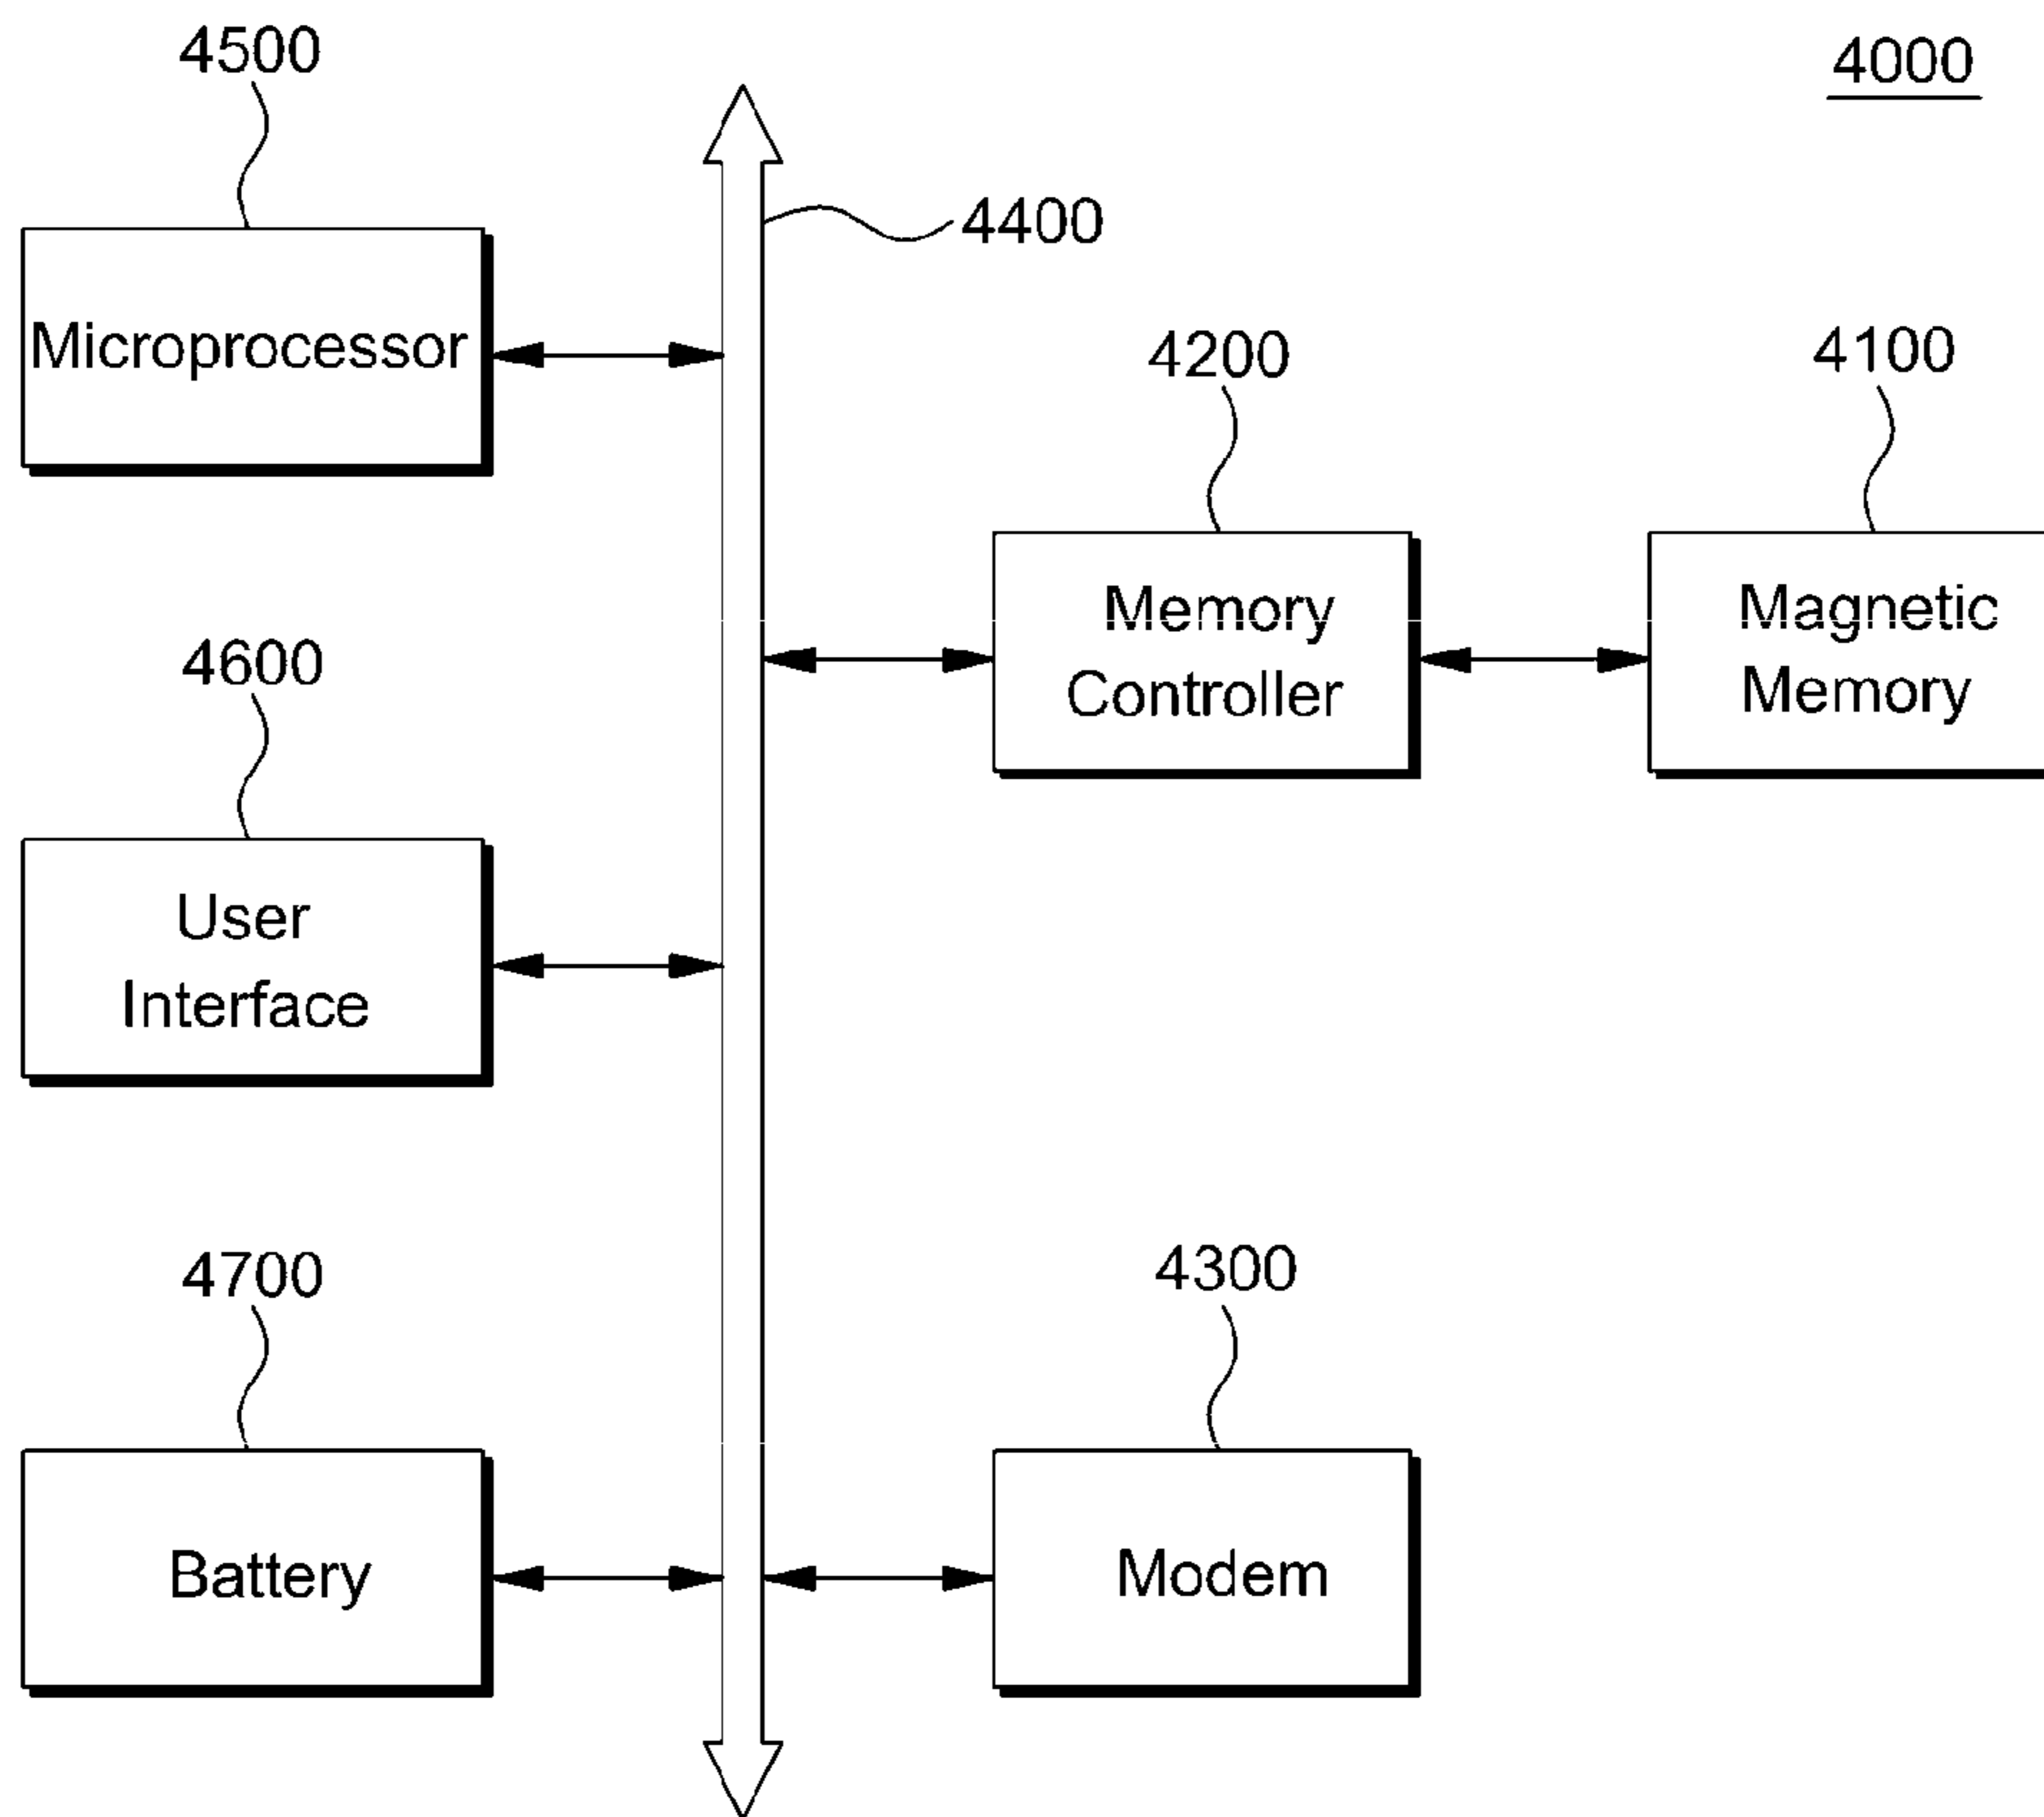 4500
4000
4400
Microprocessor
4200
4100
Memory
Controller
Magnetic
Memory
4600
User
Interface
4700
4300
Battery
Modem